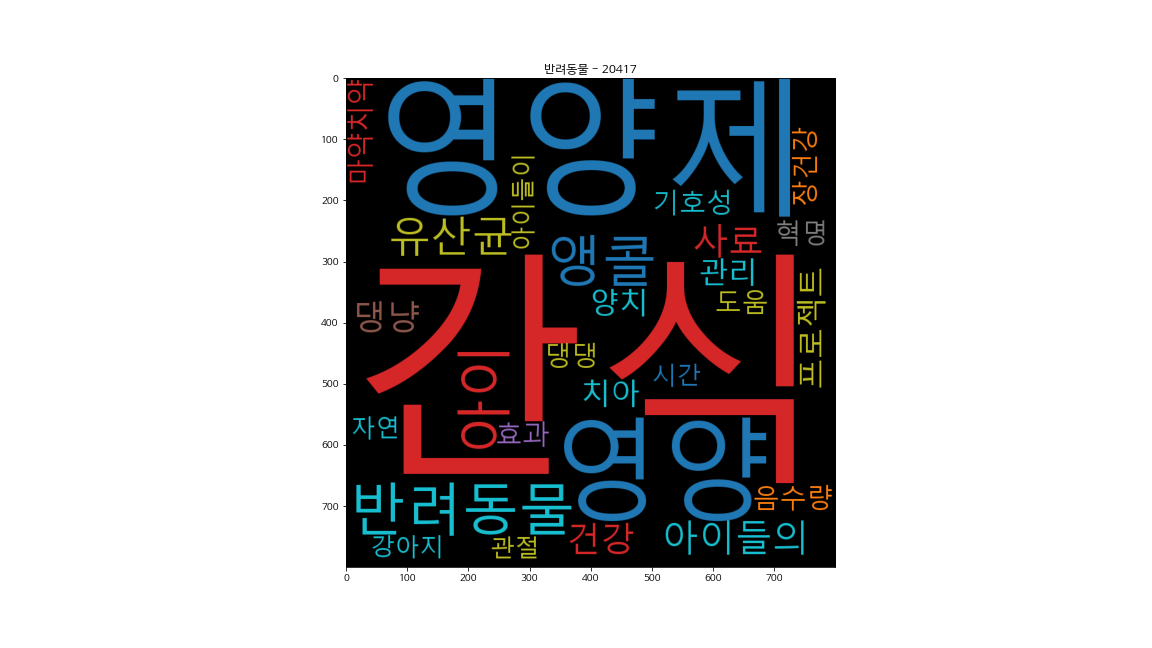 반려동물 - 20417
0
100
200
300
400
500
600
700
마약치약
영양제
장건강
아이들이
기호성
유산균
사료
혁명
앵콜
관리
양치
도움
프로젝트
댕냥
간식
댕댕
오이
시간
치아
자연
효과
영양
반려동물
음수량
건강
아이들의
강아지
관절
0
100
200
300
400
500
600
700